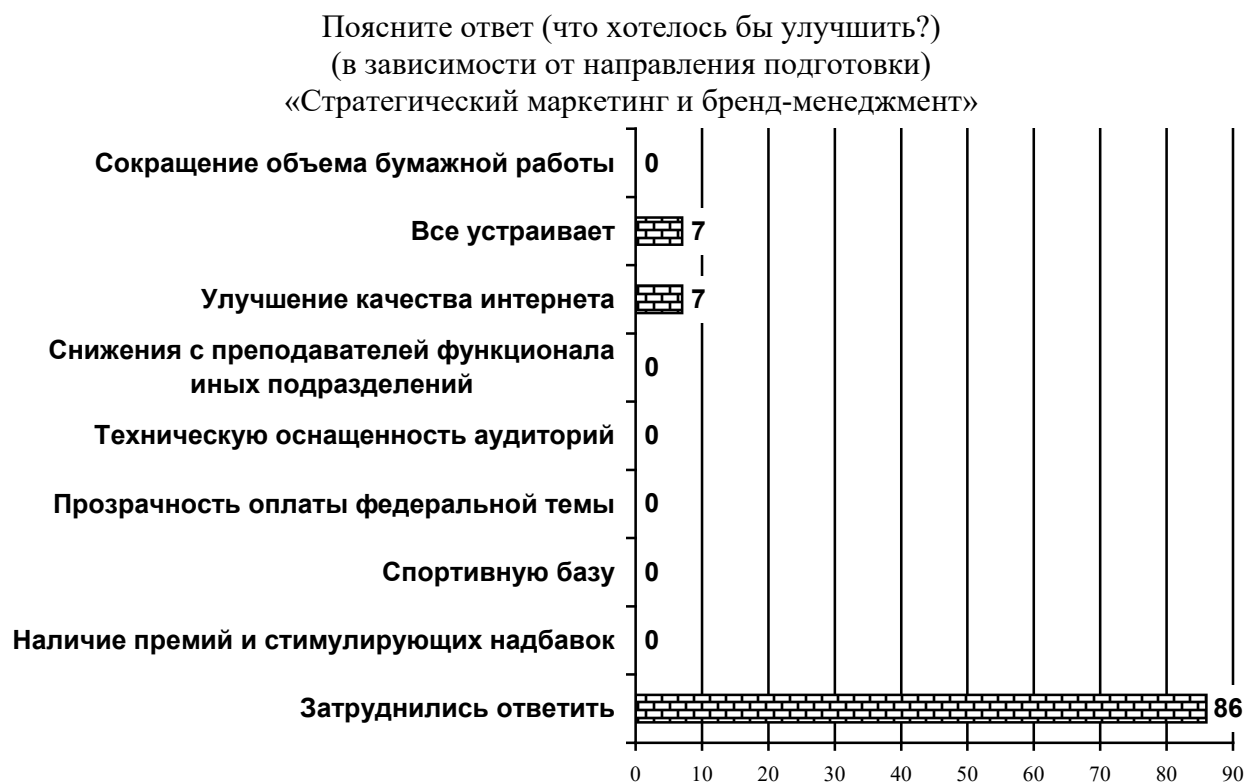 Поясните ответ (что хотелось бы улучшить?)
(в зависимости от направления подготовки)
«Стратегический маркетинг и бренд-менеджмент»
Сокращение объема бумажной работы 0
Все устраивает 7
Улучшение качества интернета 7
Снижения с преподавателей функционала
иных подразделений 0
Техническую оснащенность аудиторий 0
Прозрачность оплаты федеральной темы 0
Спортивную базу 0
Наличие премий и стимулирующих надбавок 0
Затруднились ответить 86
0 10 20 30 40 50 60 70 80 90